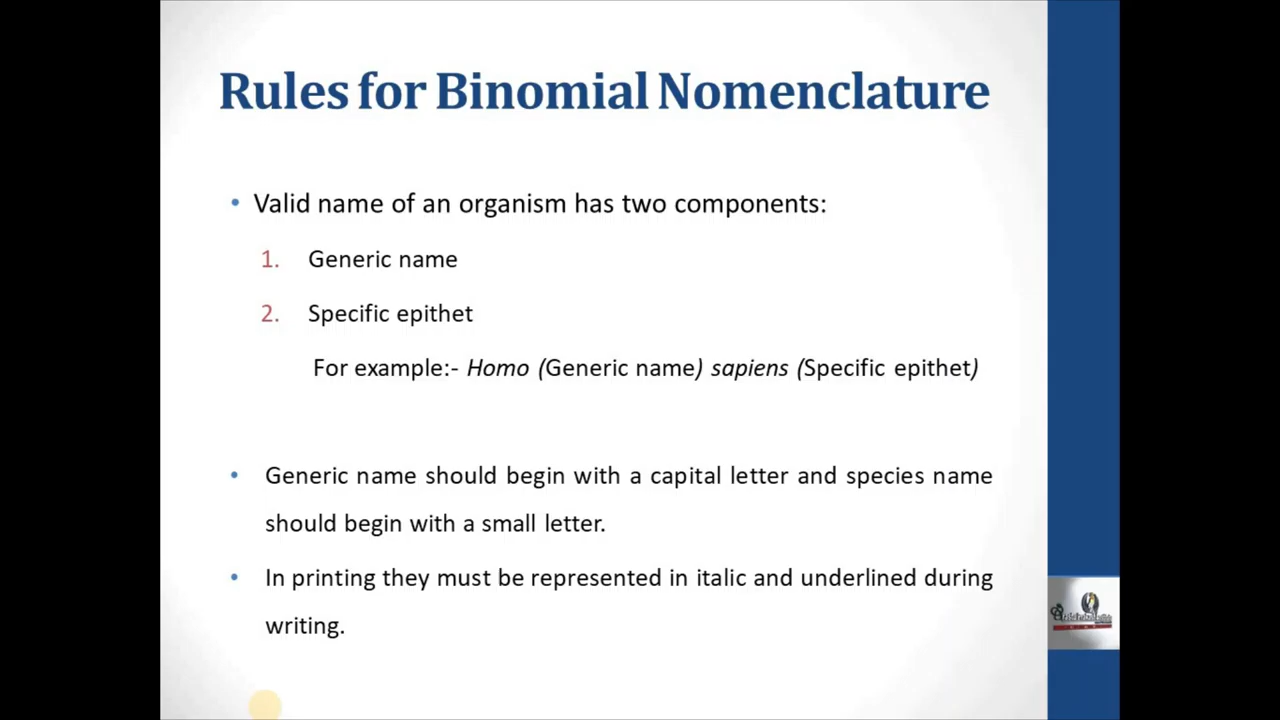 Rules for Binomial Nomenclature
• Valid name of an organism has two components:
1. Generic name
2. Specific epithet
For example:- Homo (Generic name) sapiens (Specific epithet)
• Generic name should begin with a capital letter and species name
should begin with a small letter.
• In printing they must be represented in italic and underlined during
writing.